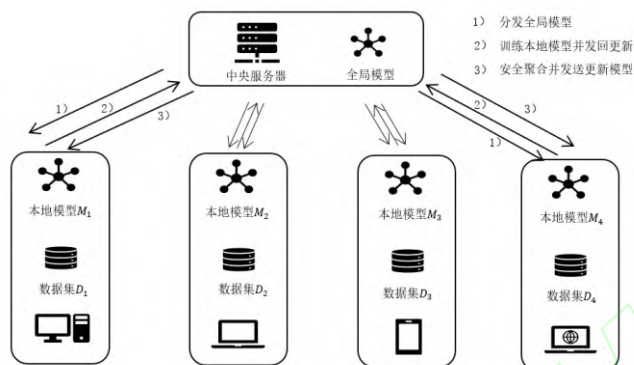 中央服务器
全局模型
1） 分发全局模型
2） 训练本地模型并发回更新
3） 安全聚合并发送更新模型
1）
2）
3）
3）
2）
1）
本地模型M₁
数据集D₁
本地模型M₂
数据集D₂
本地模型M₃
数据集D₃
本地模型M₄
数据集D₄